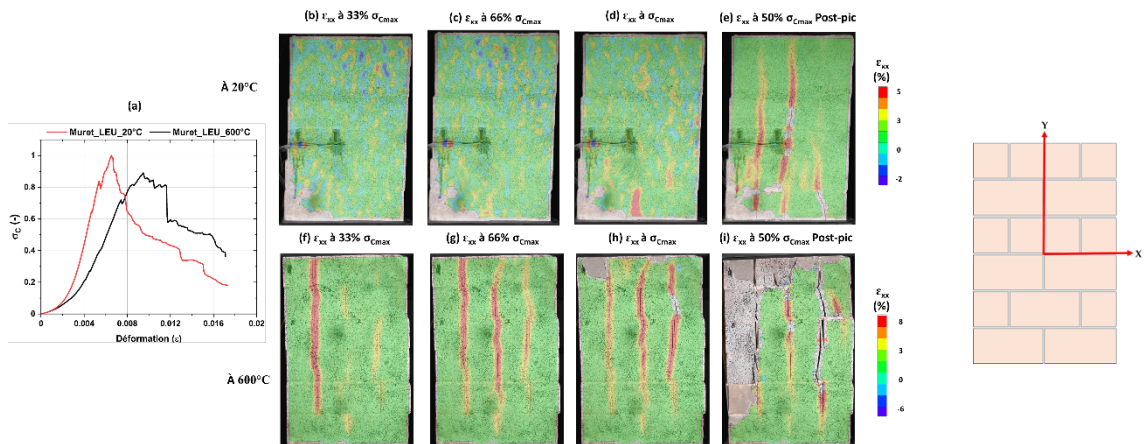 (b) εxx à 33% σCmax
(c) εxx à 66% σCmax
(d) εxx à σCmax
(e) εxx à 50% σCmax Post-pic
À 20°C
εxx
(%)
5
3
0
-2
(a)
Muret_LEU_20°C
Muret_LEU_600°C
1
0.8
0.6
0.4
0.2
0
σC (-)
0
0.004
0.008
0.012
0.016
0.02
Déformation (ε)
À 600°C
(f) εxx à 33% σCmax
(g) εxx à 66% σCmax
(h) εxx à σCmax
(i) εxx à 50% σCmax Post-pic
εxx
(%)
8
3
0
-6
Y
X